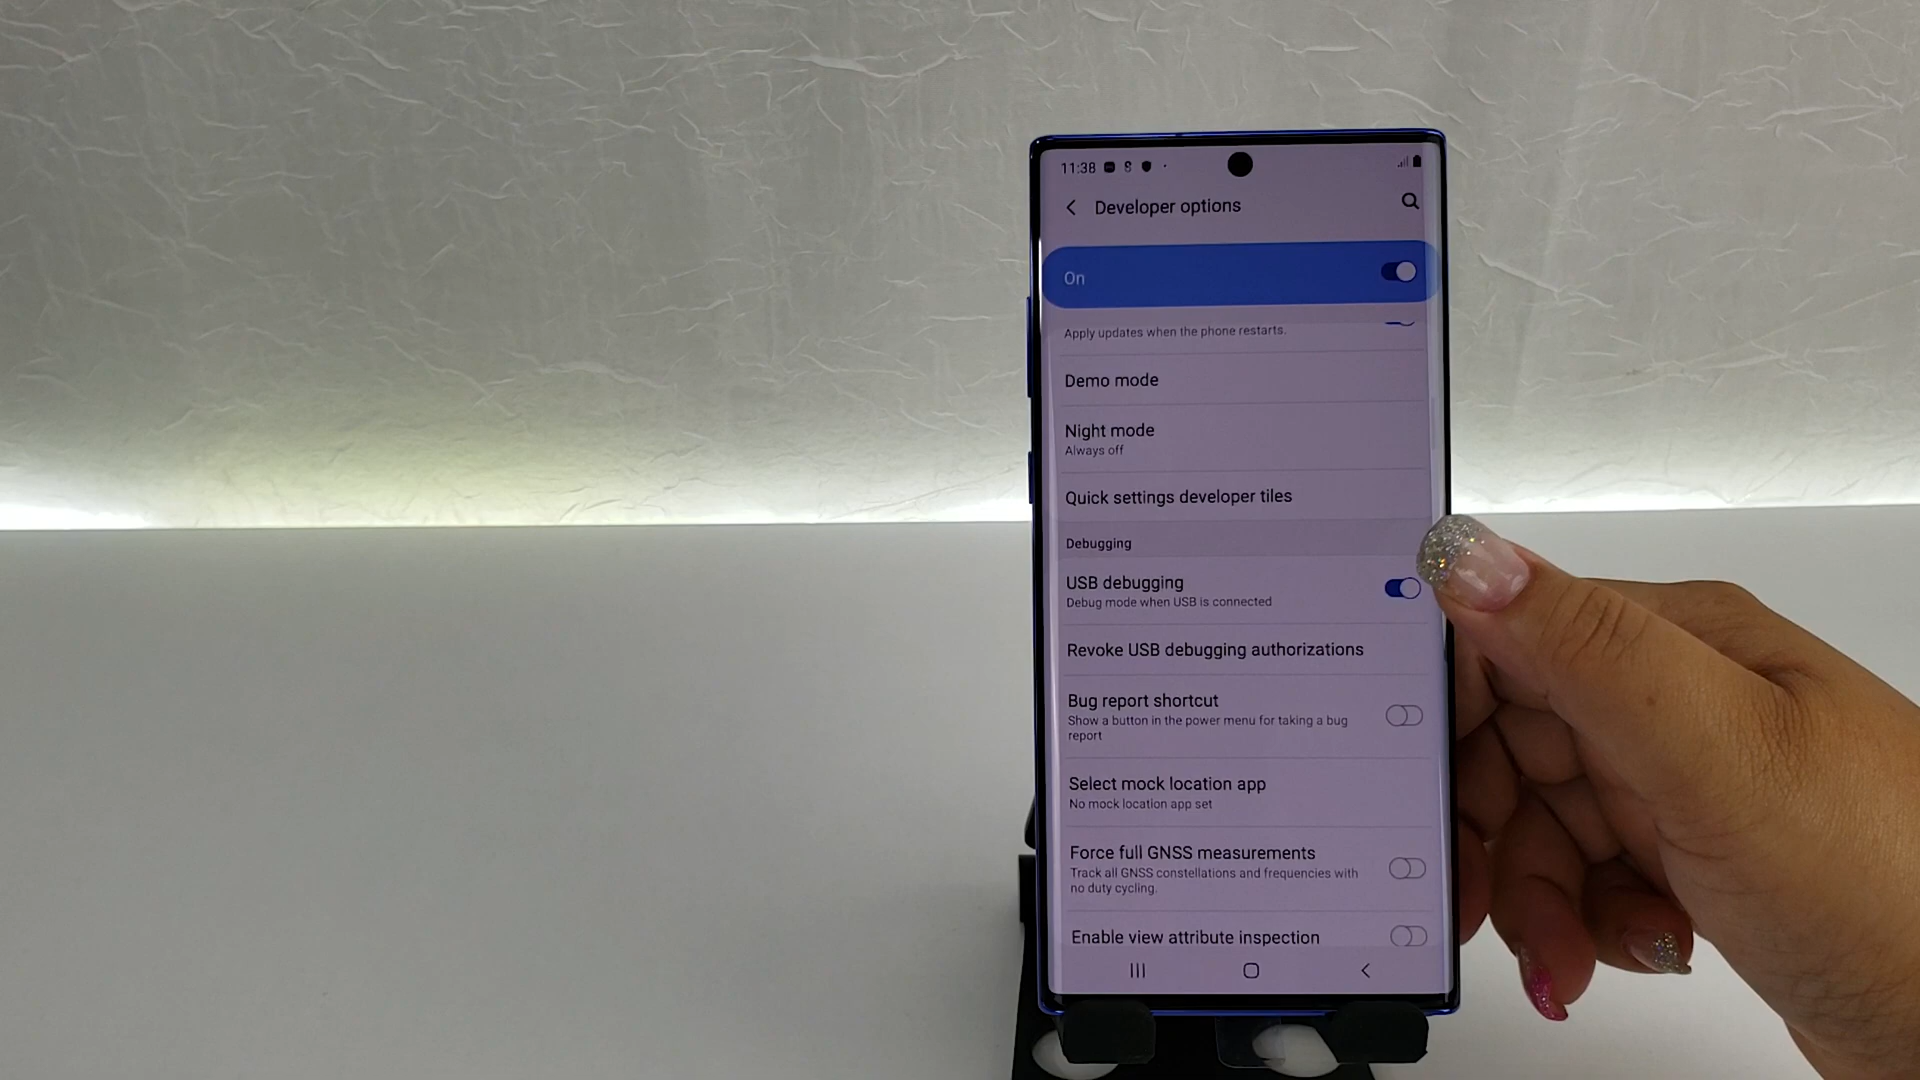 11:38
Developer options
On
Apply updates when the phone restarts.
Demo mode
Night mode
Always off
Quick settings developer tiles
Debugging
USB debugging
Debug mode when USB is connected
Revoke USB debugging authorizations
Bug report shortcut
Show a button in the power menu for taking a bug
report
Select mock location app
No mock location app set
Force full GNSS measurements
Track all GNSS constellations and frequencies with
no duty cycling.
Enable view attribute inspection